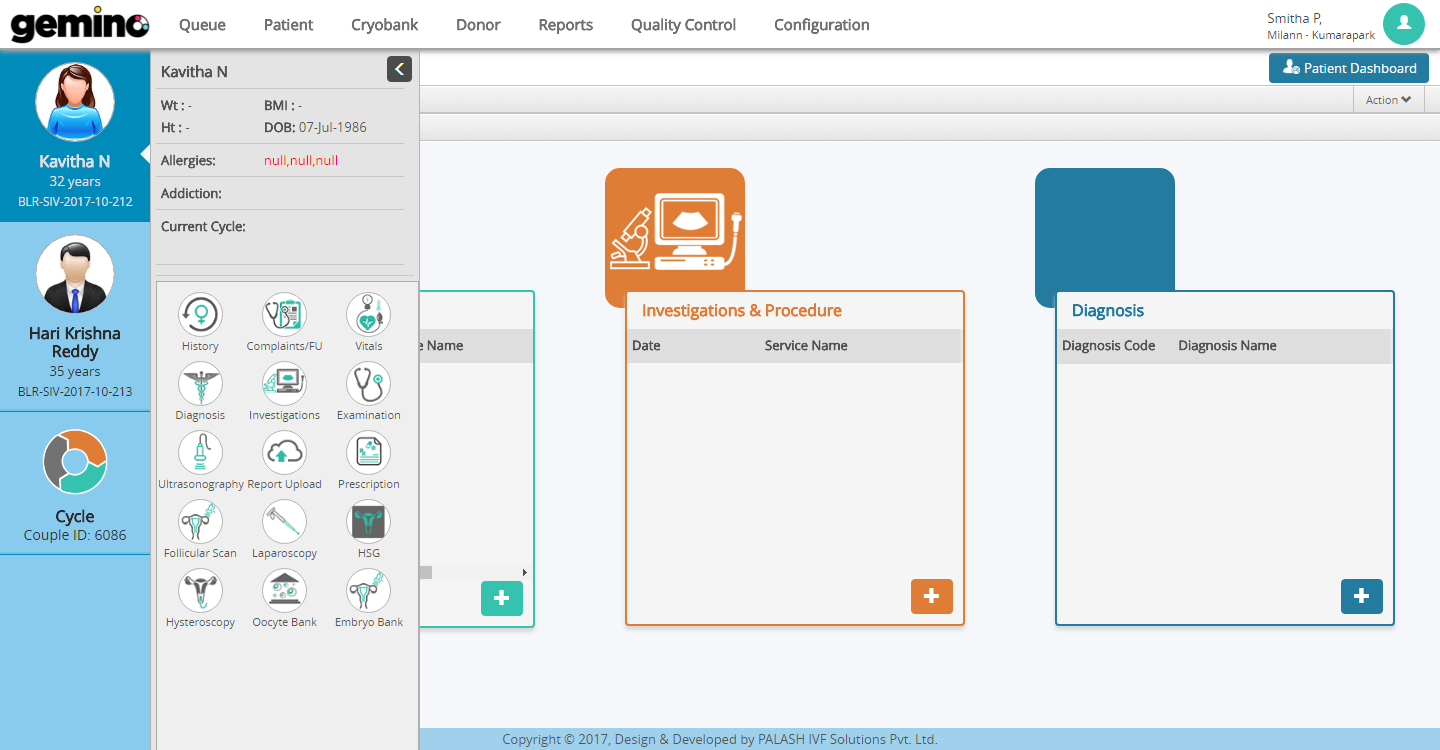 gemino
Queue Patient Cryobank Donor Reports Quality Control Configuration
Smitha P,
Milann - Kumarapark
Patient Dashboard
Action
Kavitha N
32 years
BLR-SIV-2017-10-212
Hari Krishna
Reddy
35 years
BLR-SIV-2017-10-213
Cycle
Couple ID: 6086
Kavitha N
Wt : - BMI : -
Ht : - DOB: 07-Jul-1986
Allergies: null,null,null
Addiction:
Current Cycle:
History Complaints/FU Vitals
Diagnosis Investigations Examination
Ultrasonography Report Upload Prescription
Follicular Scan Laparoscopy HSG
Hysteroscopy Oocyte Bank Embryo Bank
e Name
Investigations & Procedure
Date Service Name
Diagnosis
Diagnosis Code Diagnosis Name
Copyright © 2017, Design & Developed by PALASH IVF Solutions Pvt. Ltd.